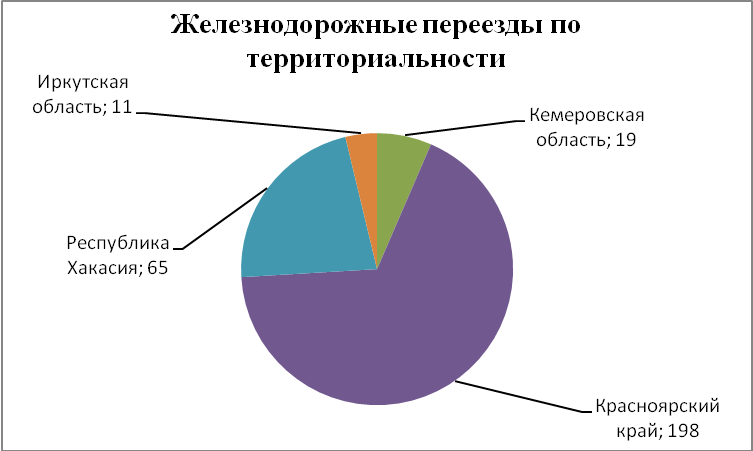 Железнодорожные переезды по
территориальности
Иркутская
область; 11
Кемеровская
область; 19
Республика
Хакасия; 65
Красноярский
край; 198